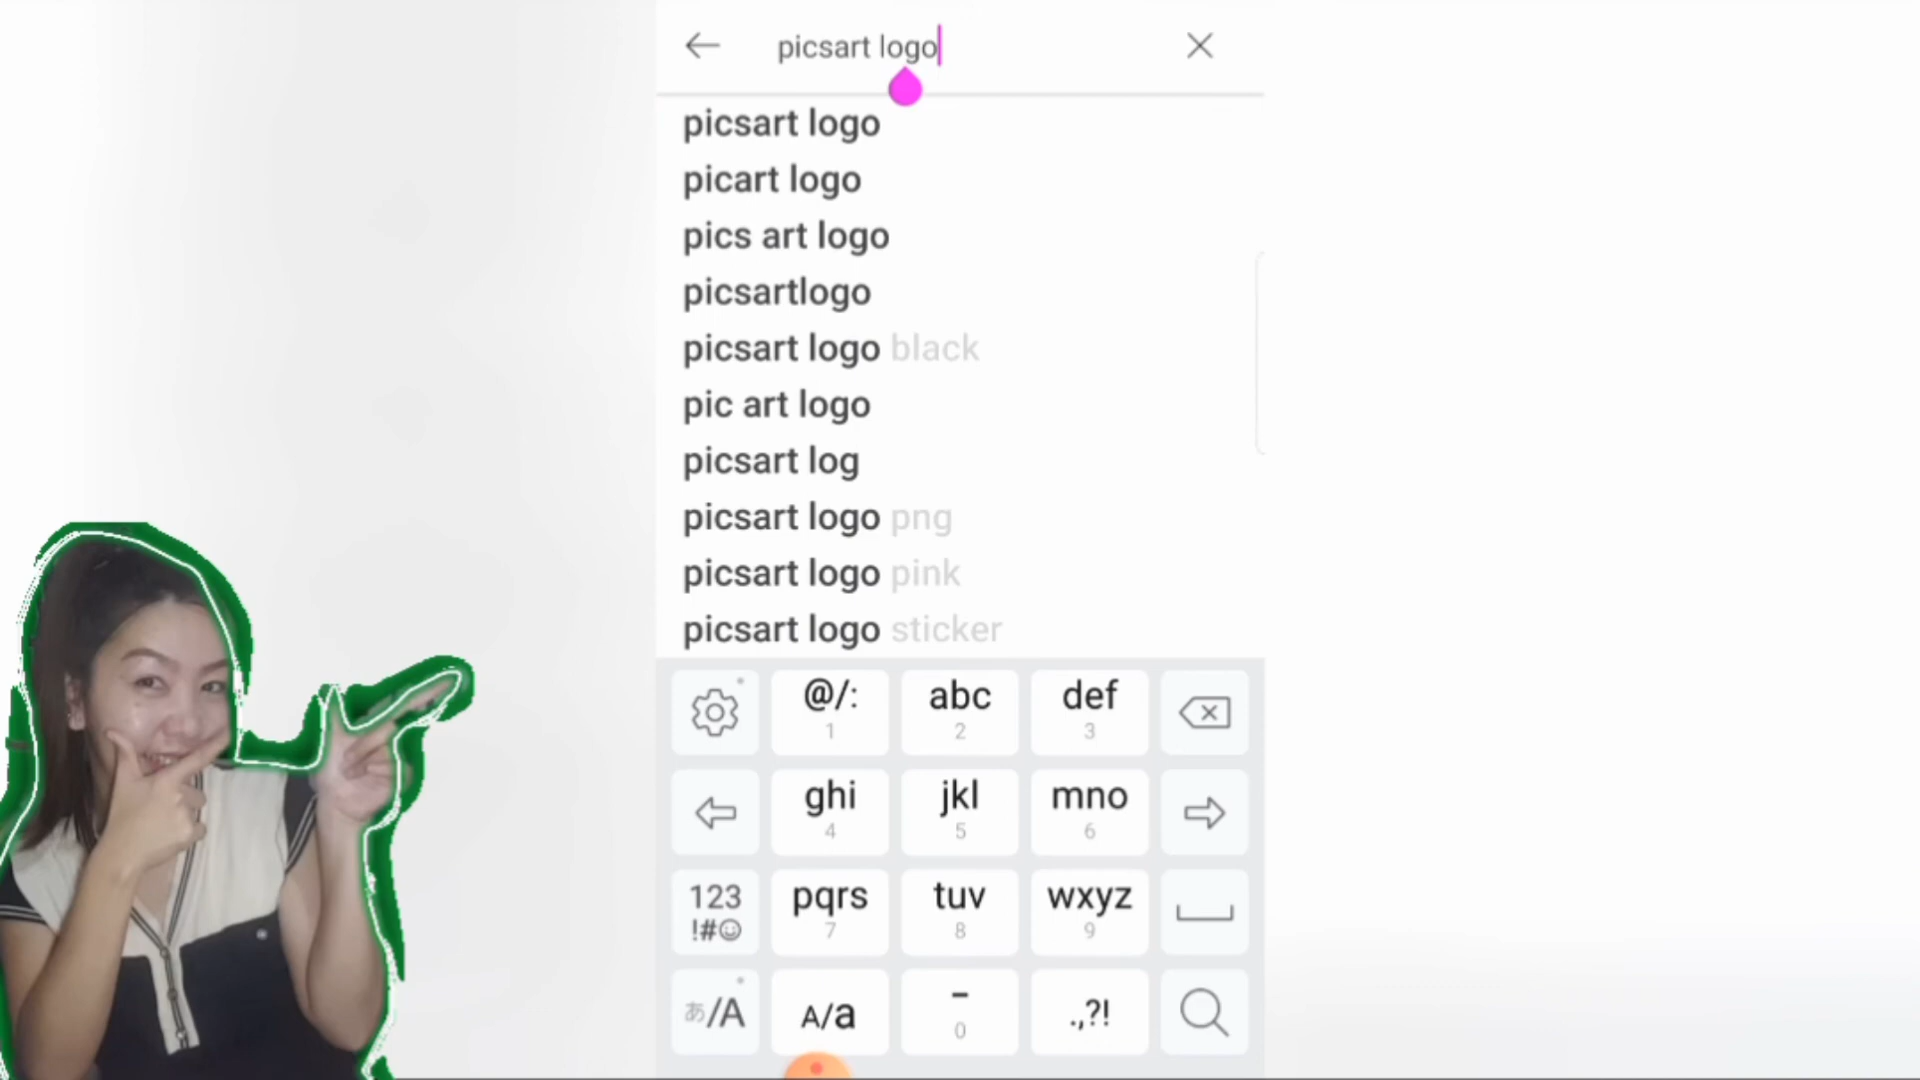 picsart logo
picsart logo
picart logo
pics art logo
picsartlogo
picsart logo black
pic art logo
picsart log
picsart logo png
picsart logo pink
picsart logo sticker
@/: abc def
1 2 3
ghi jkl mno
4 5 6
123 pqrs tuv wxyz
!#☺ 7 8 9
あ/A A/a - .,?!
0